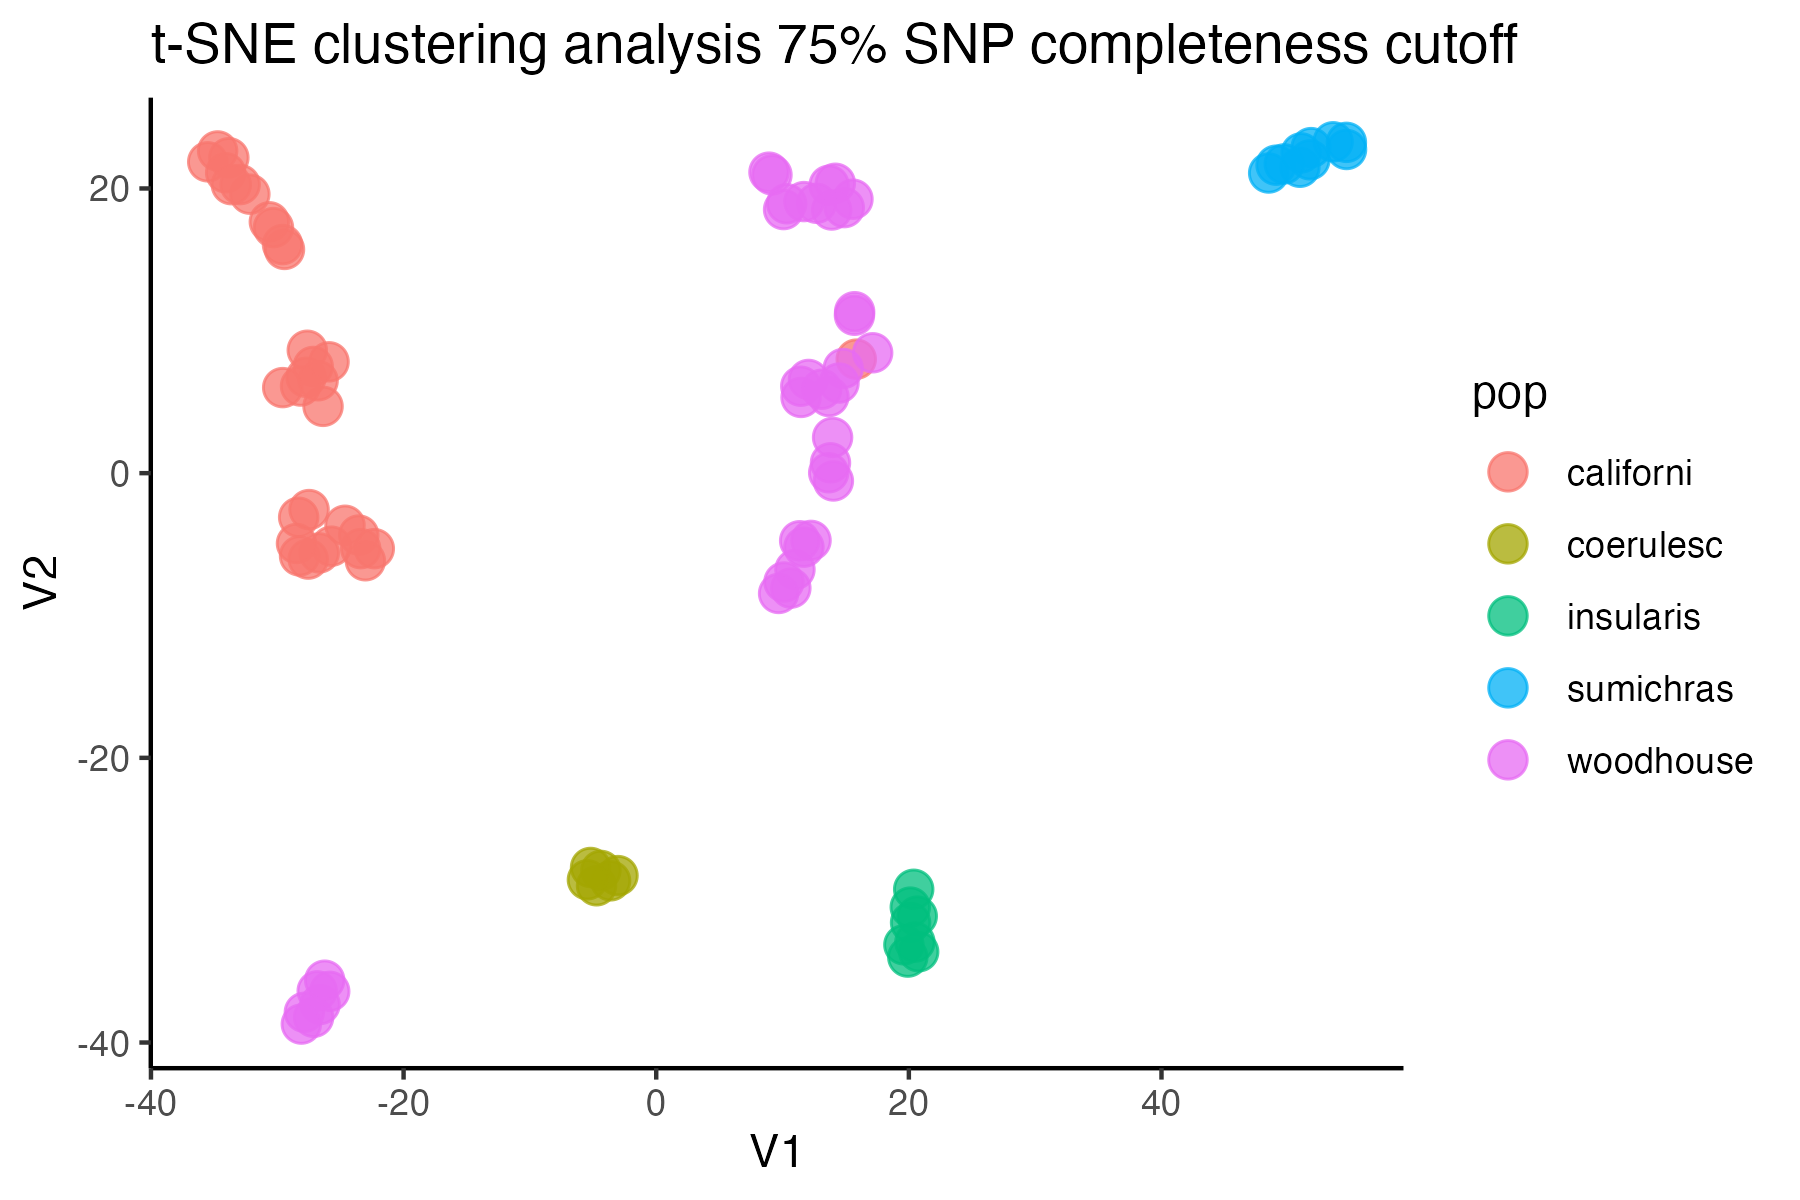 t-SNE clustering analysis 75% SNP completeness cutoff
20
0
-20
-40
V2
-40
-20
0
20
40
V1
pop
californi
coerulesc
insularis
sumichras
woodhouse